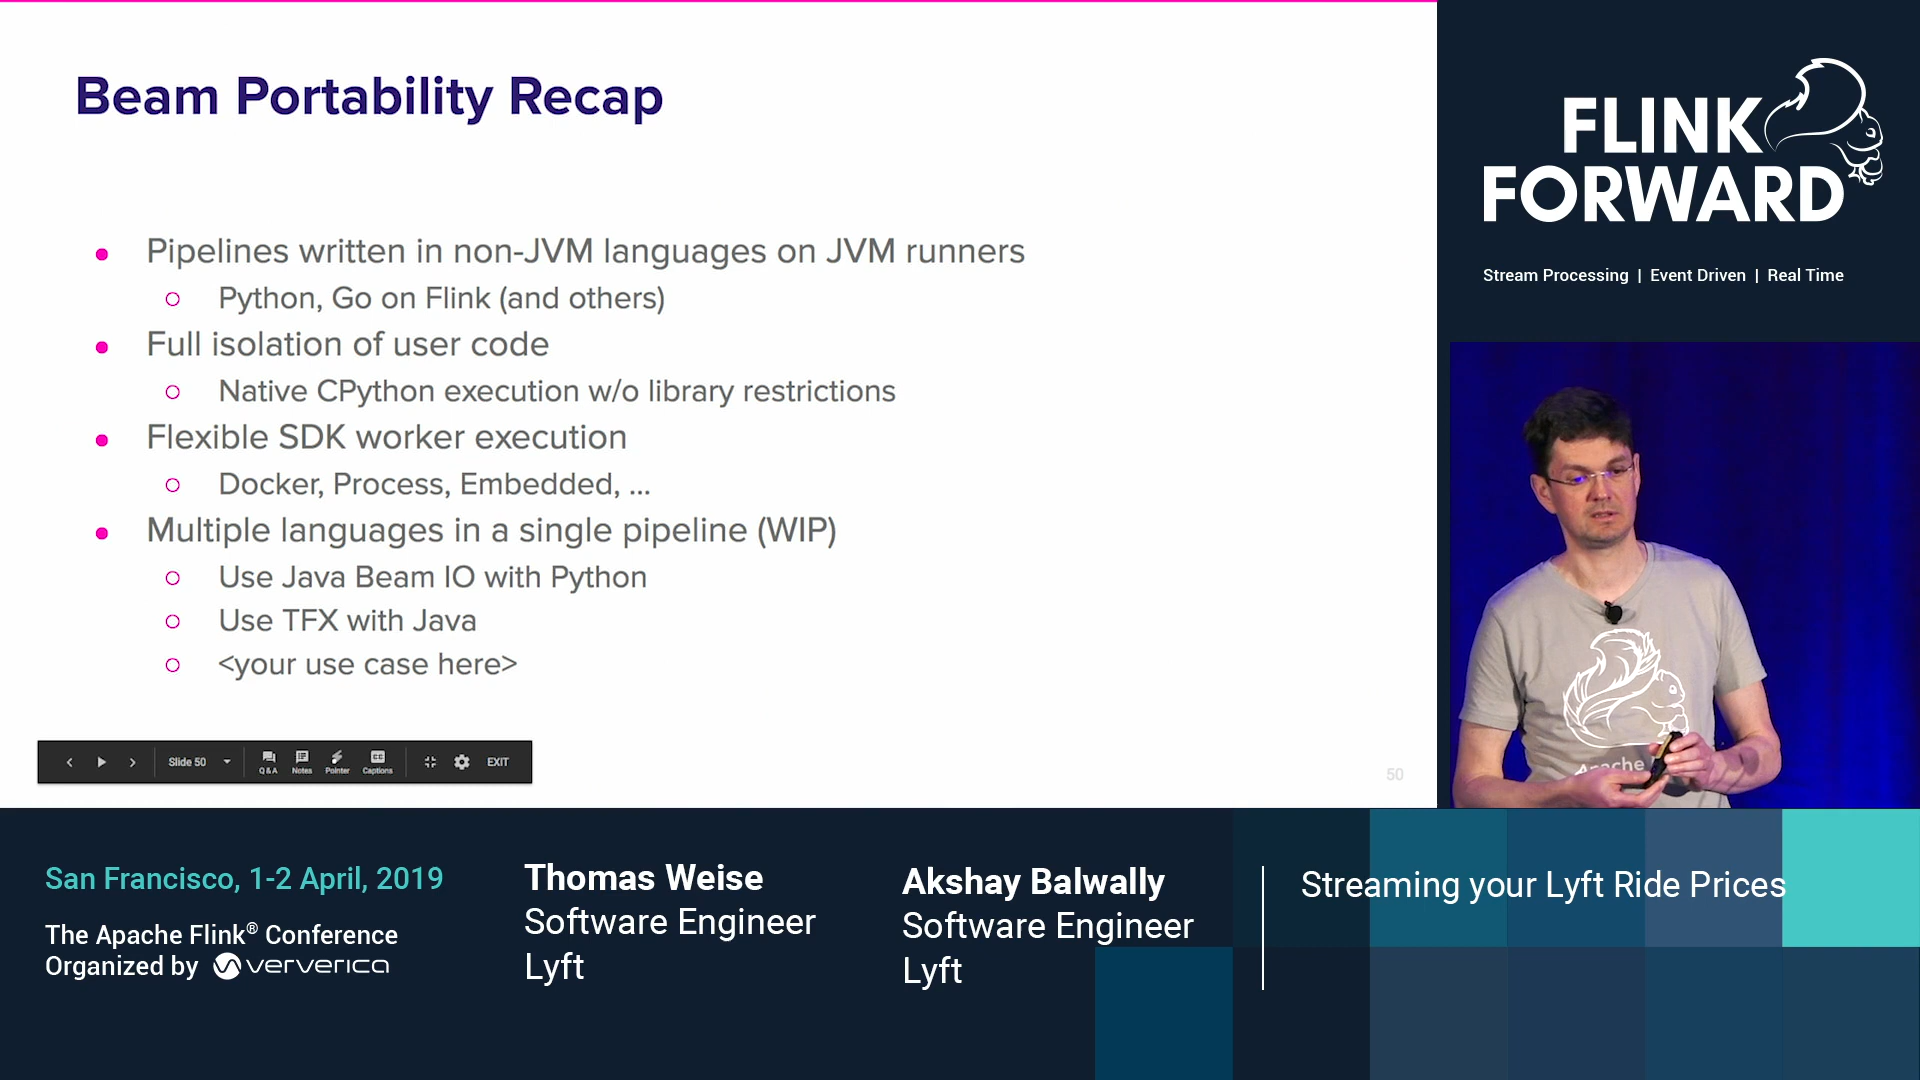 Beam Portability Recap
Pipelines written in non-JVM languages on JVM runners
Python, Go on Flink (and others)
Full isolation of user code
Native CPython execution w/o library restrictions
Flexible SDK worker execution
Docker, Process, Embedded, ...
Multiple languages in a single pipeline (WIP)
Use Java Beam IO with Python
Use TFX with Java
<your use case here>
Slide 50
Q&A
Notes
Pointer
Captions
EXIT
50
FLINK
FORWARD
Stream Processing | Event Driven | Real Time
Apache
San Francisco, 1-2 April, 2019
The Apache Flink® Conference
Organized by ververica
Thomas Weise
Software Engineer
Lyft
Akshay Balwally
Software Engineer
Lyft
Streaming your Lyft Ride Prices